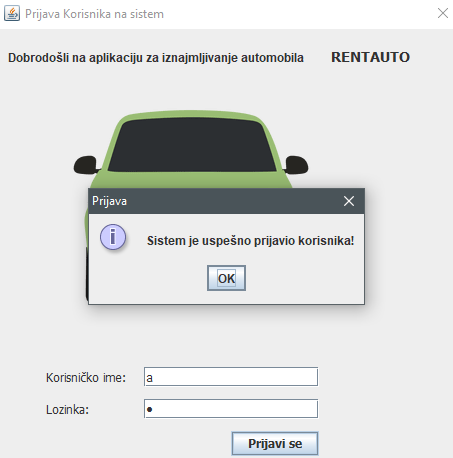 Prijava Korisnika na sistem
Dobrodošli na aplikaciju za iznajmljivanje automobila RENTAUTO
Prijava
i
Sistem je uspešno prijavio korisnika!
OK
Korisničko ime: a
Lozinka: •
Prijavi se